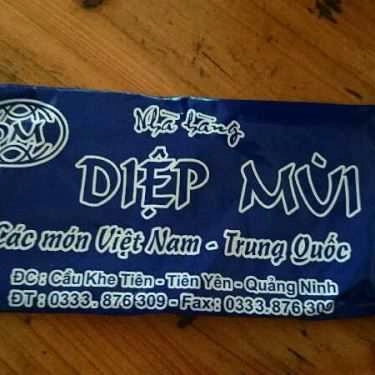 Nhà hàng
DIỆP MÙI
Các món Việt Nam - Trung Quốc
ĐC : Cầu Khe Tiên - Tiên Yên - Quảng Ninh
ĐT : 0333. 876 309 - Fax : 0333.876 309